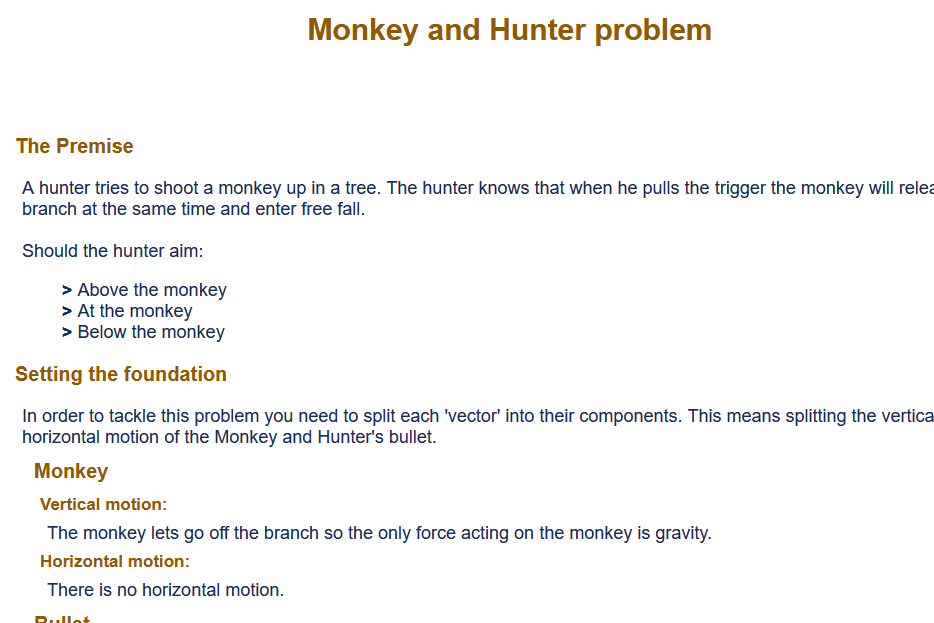 Monkey and Hunter problem
The Premise
A hunter tries to shoot a monkey up in a tree. The hunter knows that when he pulls the trigger the monkey will
branch at the same time and enter free fall.
Should the hunter aim:
> Above the monkey
> At the monkey
> Below the monkey
Setting the foundation
In order to tackle this problem you need to split each 'vector' into their components. This means splitting the
horizontal motion of the Monkey and Hunter's bullet.
Monkey
Vertical motion:
The monkey lets go off the branch so the only force acting on the monkey is gravity.
Horizontal motion:
There is no horizontal motion.
Bullet